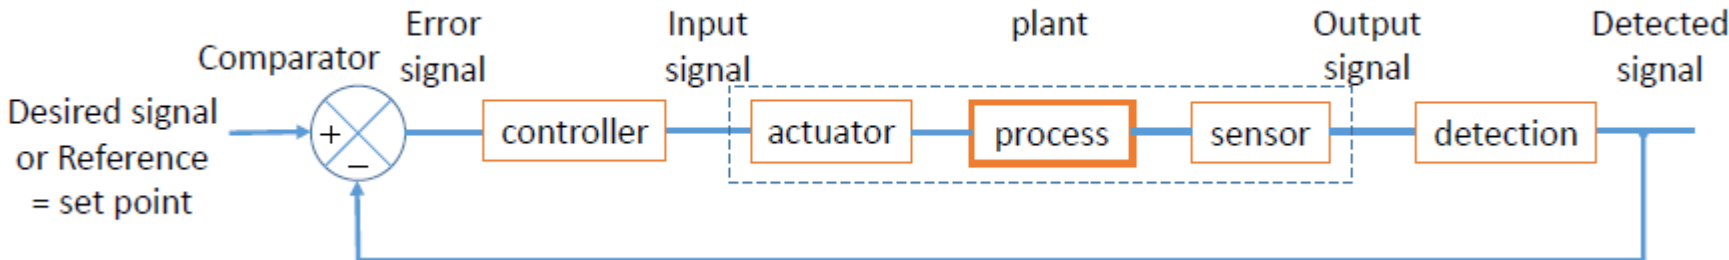 Comparator
Error
signal
Input
signal
plant
Output
signal
Detected
signal
Desired signal
or Reference
= set point
+
−
controller
actuator
process
sensor
detection